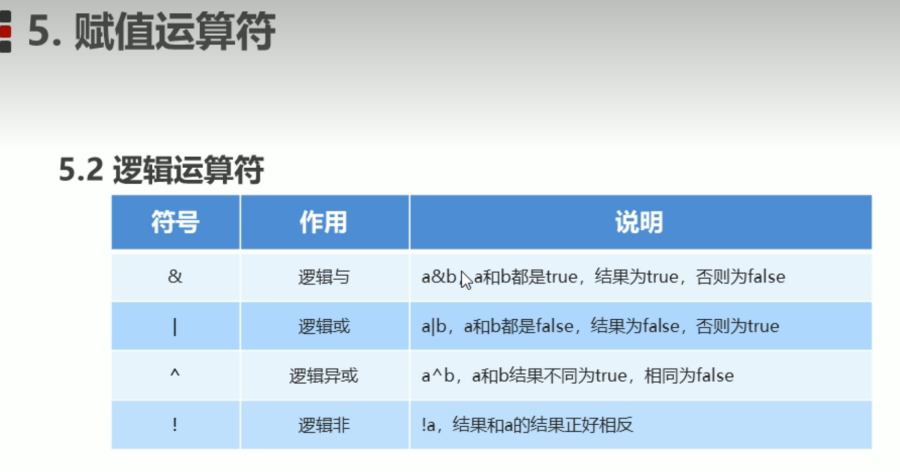 5. 赋值运算符
5.2 逻辑运算符
符号 作用 说明
& 逻辑与 a&b，a和b都是true，结果为true，否则为false
| 逻辑或 a|b，a和b都是false，结果为false，否则为true
^ 逻辑异或 a^b，a和b结果不同为true，相同为false
! 逻辑非 !a，结果和a的结果正好相反